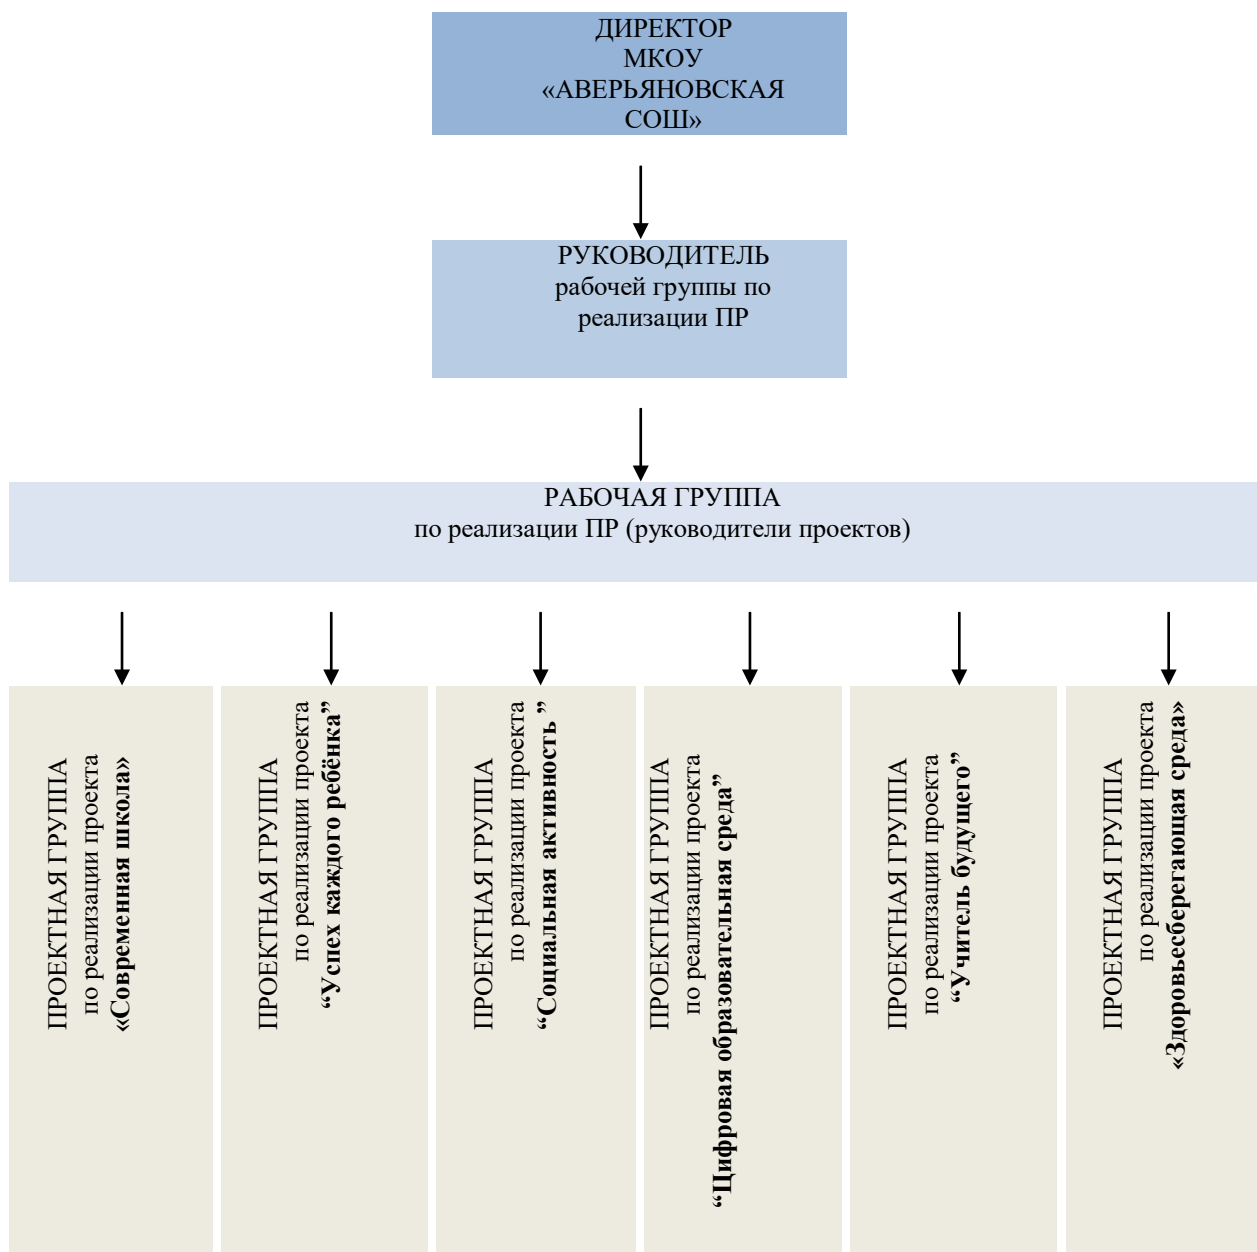 ДИРЕКТОР
МКОУ
«АВЕРЬЯНОВСКАЯ
СОШ»
РУКОВОДИТЕЛЬ
рабочей группы по
реализации ПР
РАБОЧАЯ ГРУППА
по реализации ПР (руководители проектов)
ПРОЕКТНАЯ ГРУППА
по реализации проекта
«Современная школа»
ПРОЕКТНАЯ ГРУППА
по реализации проекта
“Успех каждого ребёнка”
ПРОЕКТНАЯ ГРУППА
по реализации проекта
“Социальная активность ”
ПРОЕКТНАЯ ГРУППА
по реализации проекта
“Цифровая образовательная среда”
ПРОЕКТНАЯ ГРУППА
по реализации проекта
“Учитель будущего”
ПРОЕКТНАЯ ГРУППА
по реализации проекта
«Здоровьесберегающая среда»